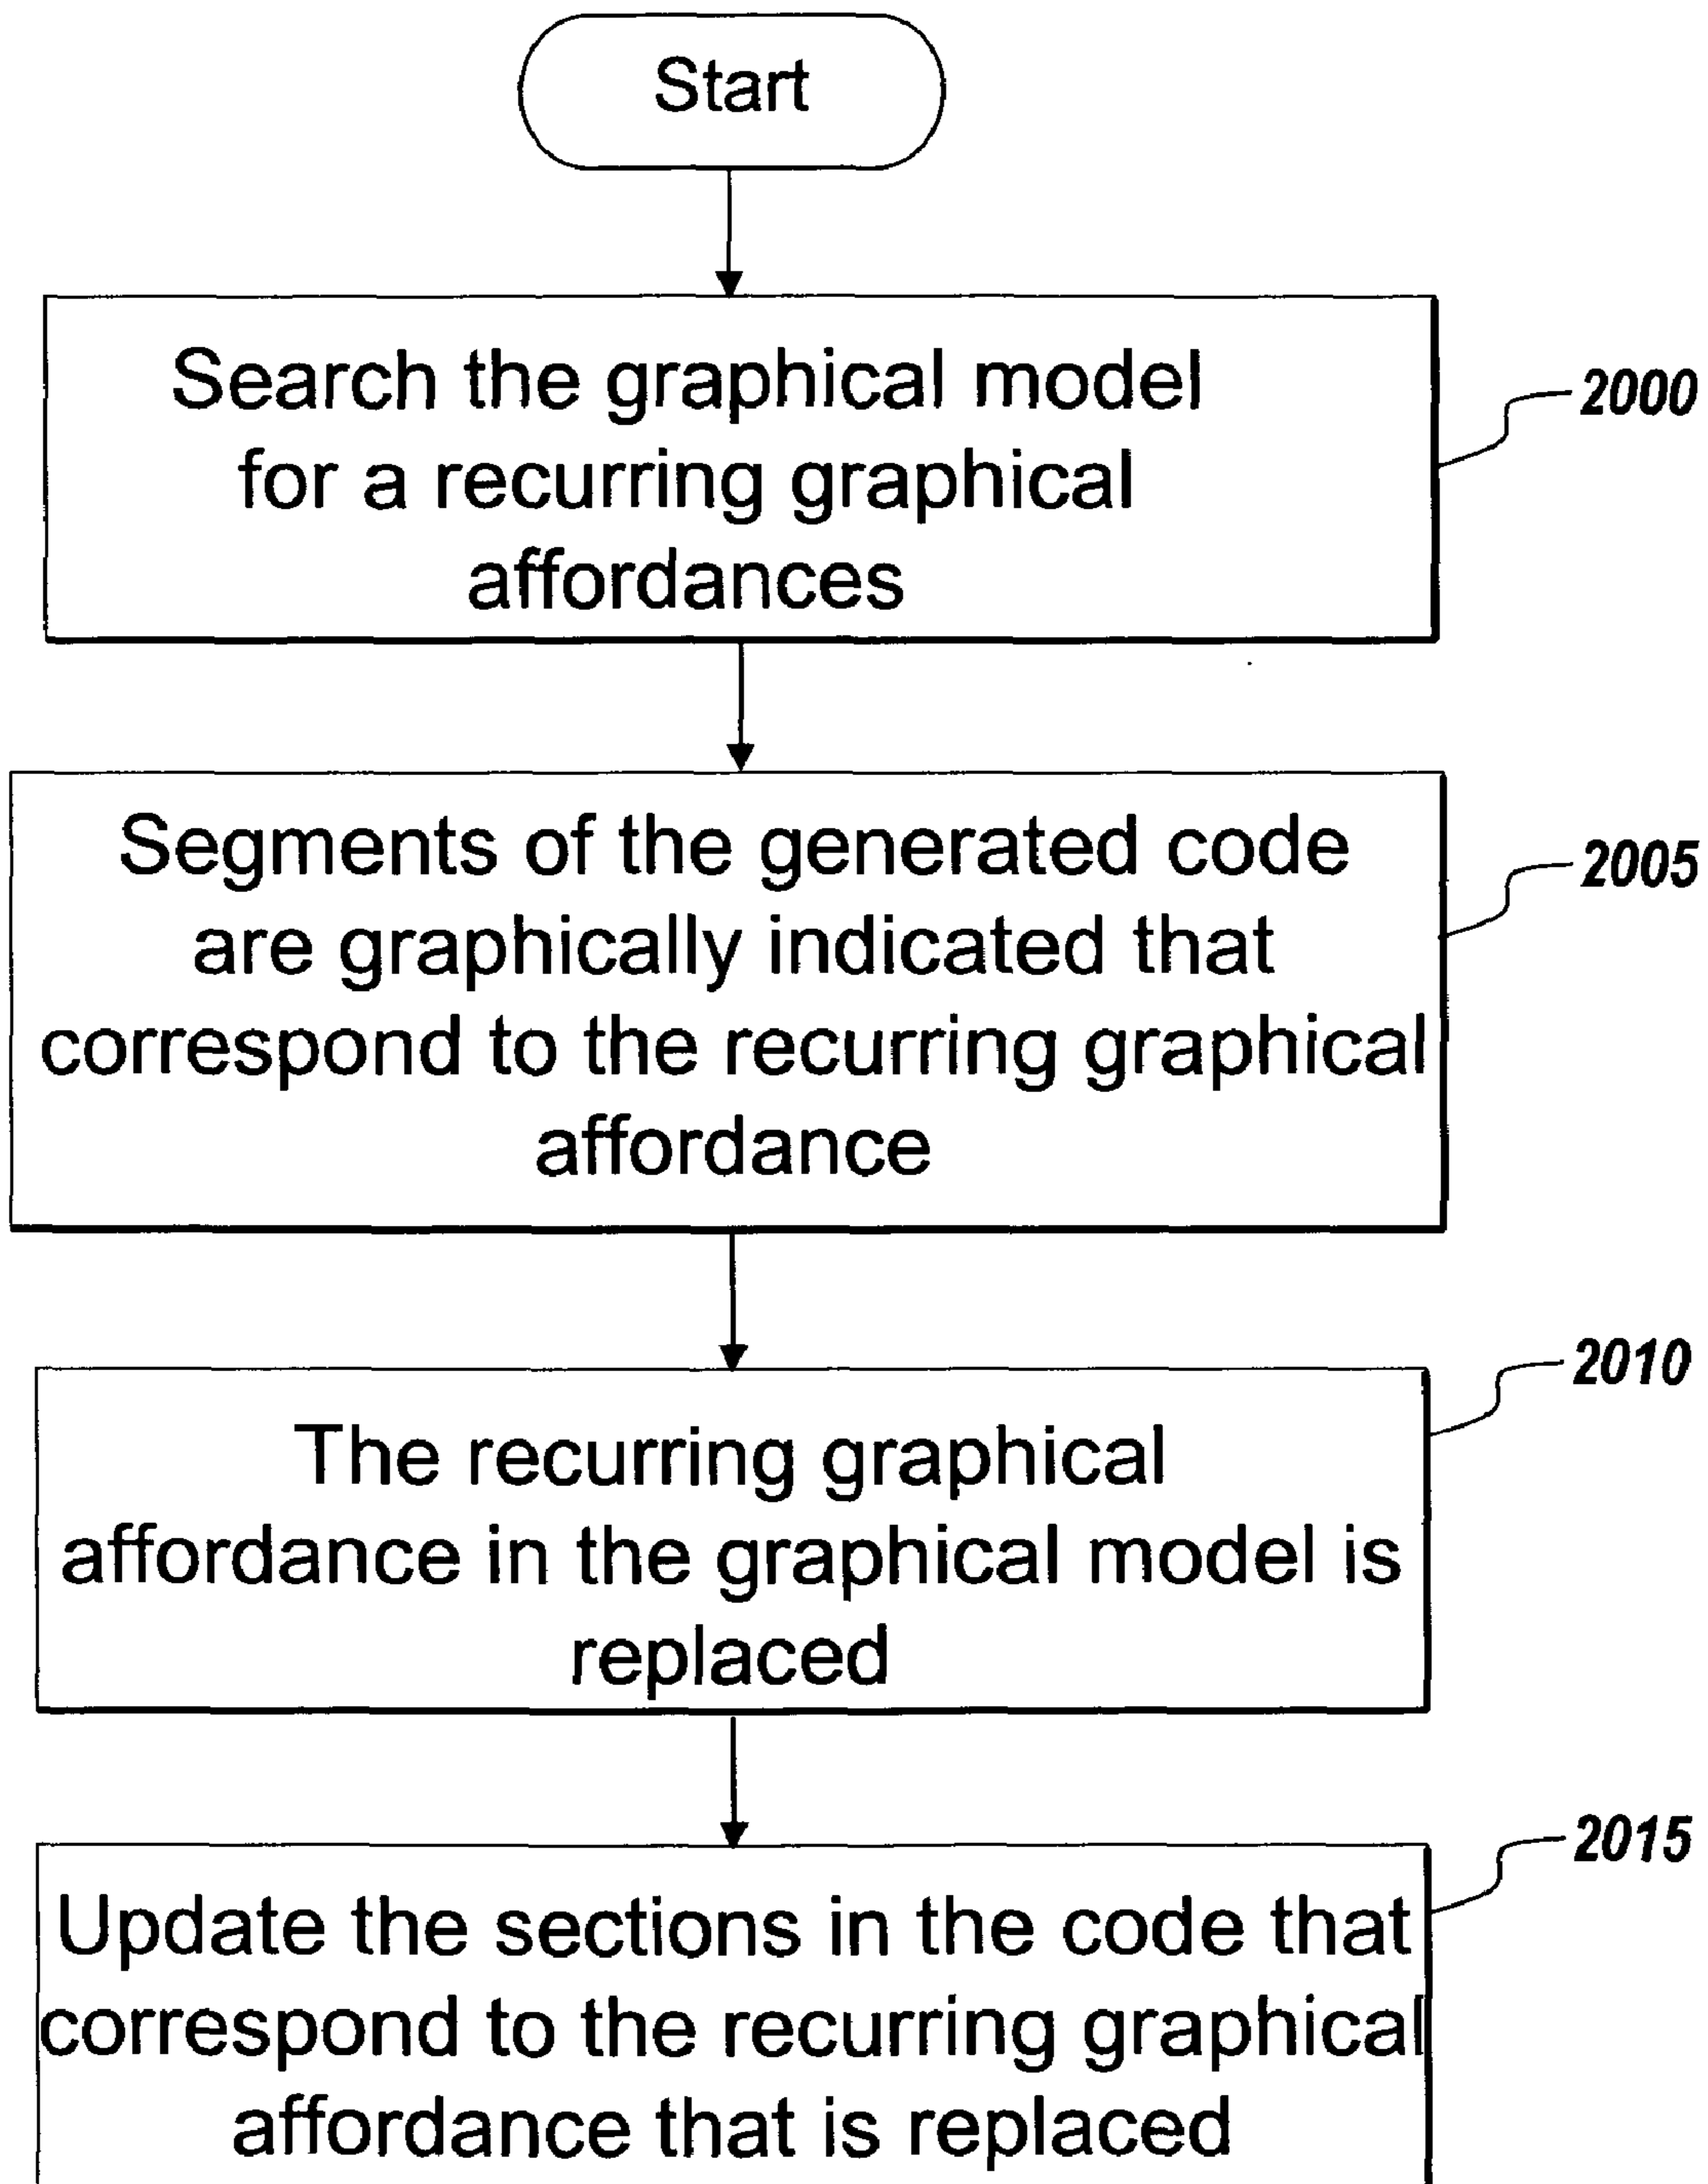 Start
Search the graphical model
for a recurring graphical
affordances
2000
Segments of the generated code
are graphically indicated that
correspond to the recurring graphical
affordance
2005
The recurring graphical
affordance in the graphical model is
replaced
2010
Update the sections in the code that
correspond to the recurring graphical
affordance that is replaced
2015